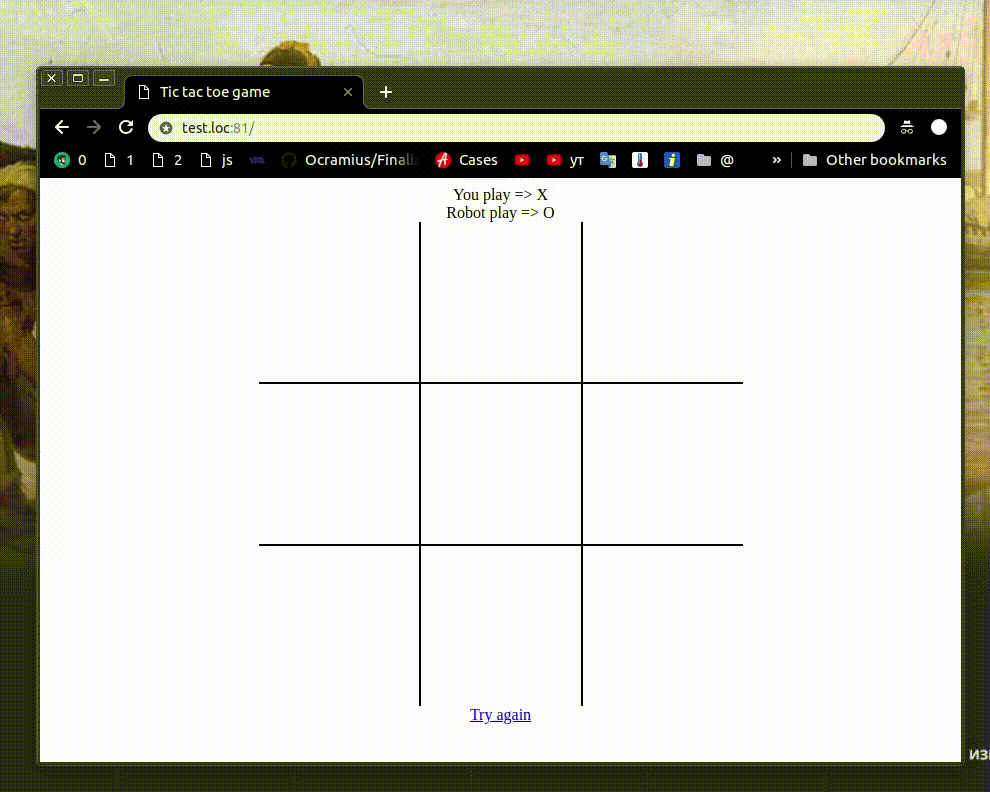 Tic tac toe game
test.loc:81/
0 1 2 js Ocramius/Finali Cases ут @ » Other bookmarks
You play => X
Robot play => O
Try again